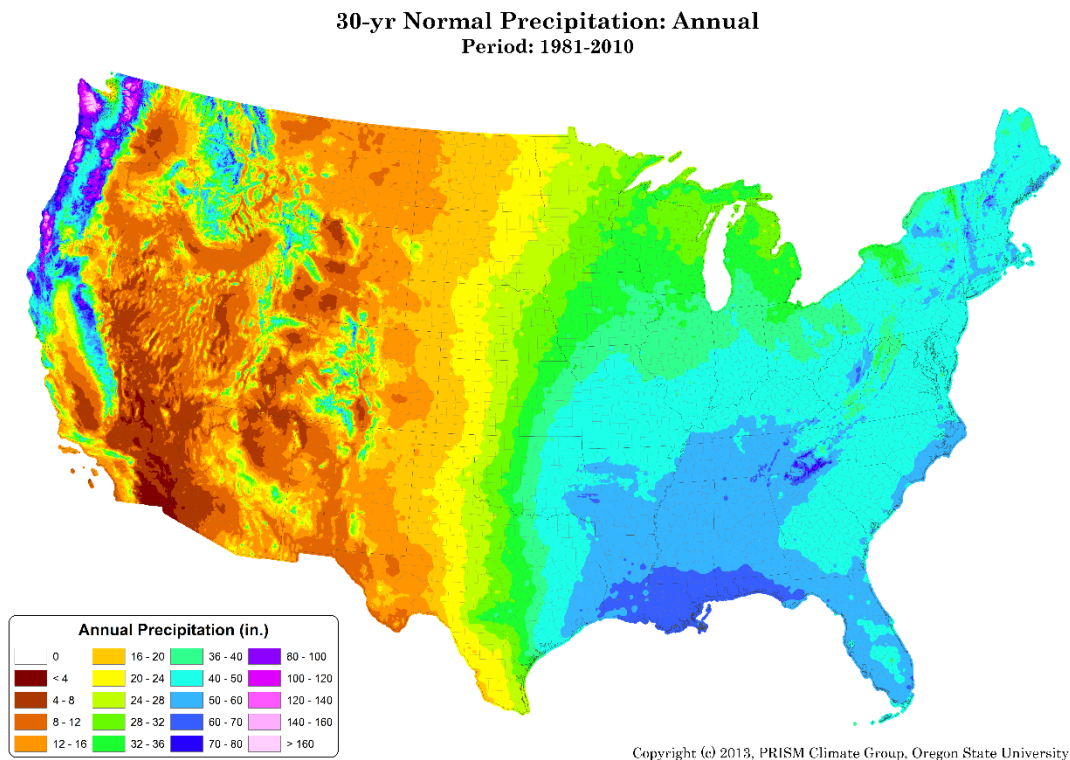 30-yr Normal Precipitation: Annual
Period: 1981-2010
Annual Precipitation (in.)
0 16 - 20 36 - 40 80 - 100
< 4 20 - 24 40 - 50 100 - 120
4 - 8 24 - 28 50 - 60 120 - 140
8 - 12 28 - 32 60 - 70 140 - 160
12 - 16 32 - 36 70 - 80 > 160
Copyright (c) 2013, PRISM Climate Group, Oregon State University